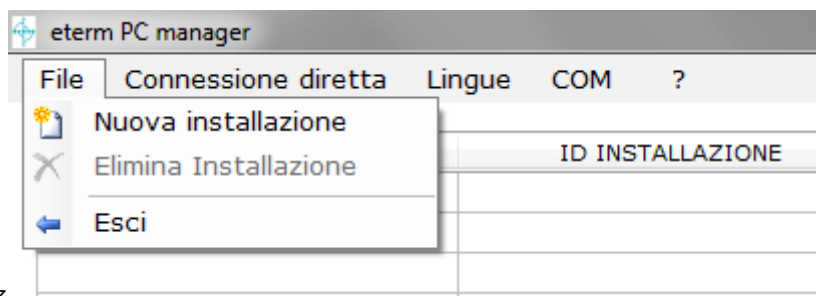 eterm PC manager
File Connessione diretta Lingue COM ?
Nuova installazione
ID INSTALLAZIONE
Elimina Installazione
Esci